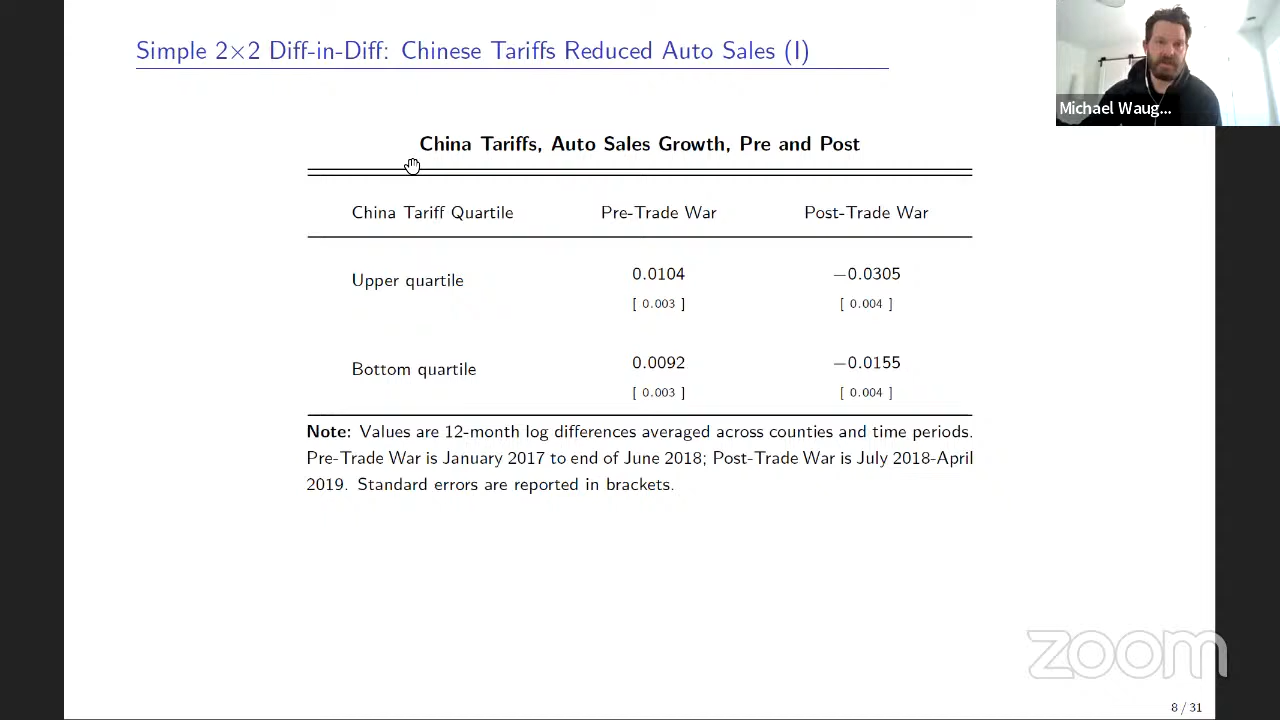 Simple 2×2 Diff-in-Diff: Chinese Tariffs Reduced Auto Sales (I)
Michael Waug...
China Tariffs, Auto Sales Growth, Pre and Post
China Tariff Quartile Pre-Trade War Post-Trade War
Upper quartile 0.0104 −0.0305
[ 0.003 ] [ 0.004 ]
Bottom quartile 0.0092 −0.0155
[ 0.003 ] [ 0.004 ]
Note: Values are 12-month log differences averaged across counties and time periods.
Pre-Trade War is January 2017 to end of June 2018; Post-Trade War is July 2018-April
2019. Standard errors are reported in brackets.
zoom
8 / 31